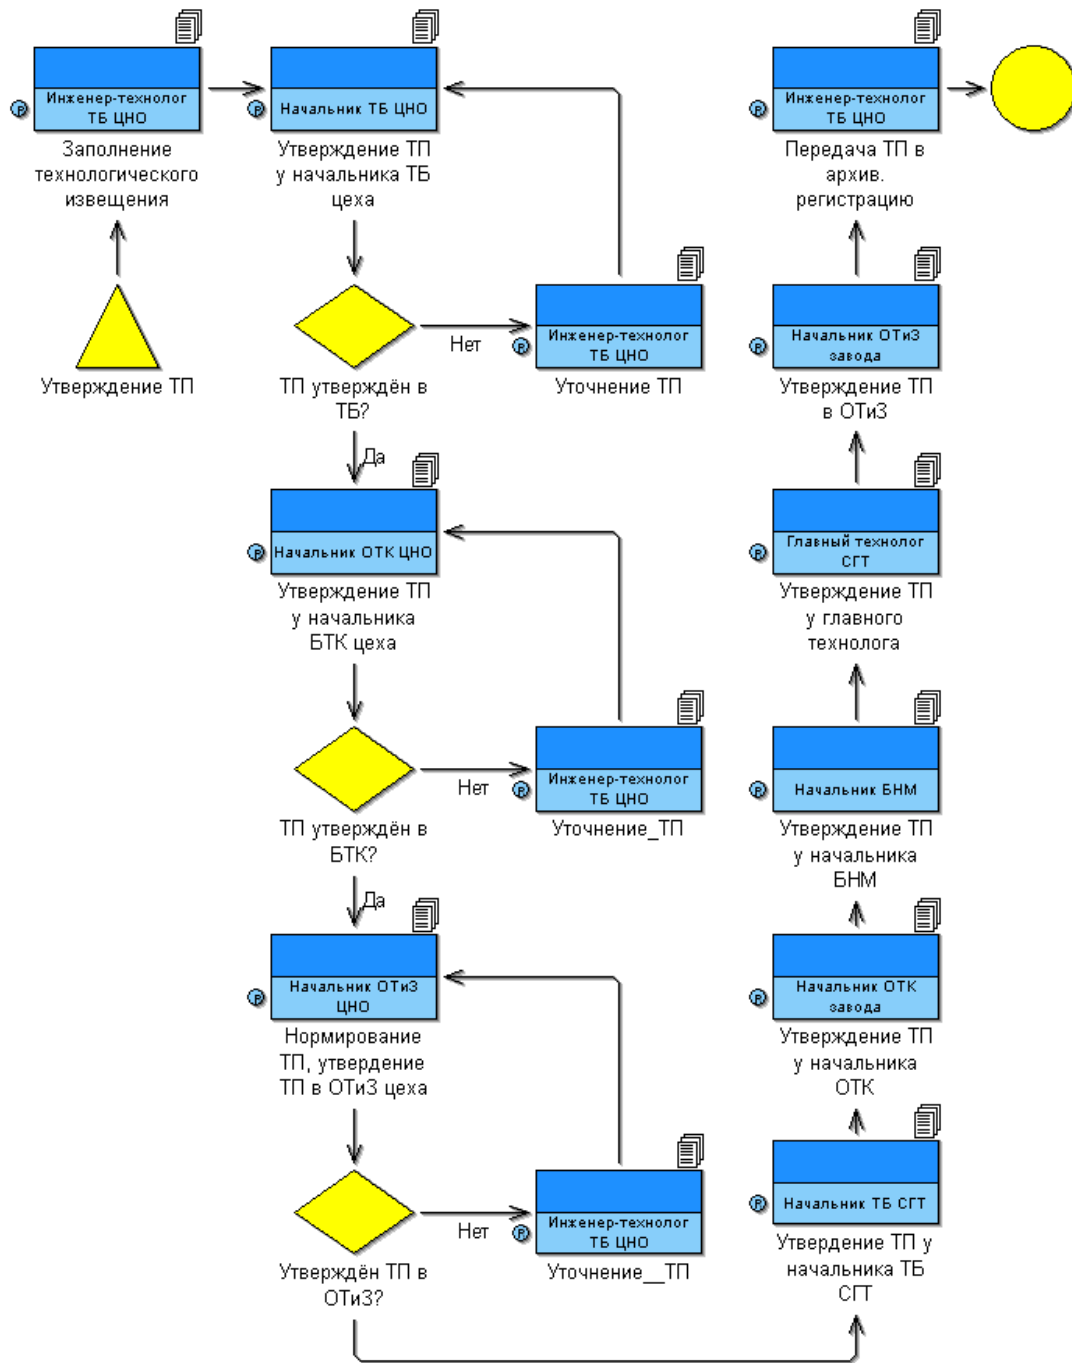 Инженер-технолог
ТБ ЦНО
Заполнение
технологического
извещения
Утверждение ТП
Начальник ТБ ЦНО
Утверждение ТП
у начальника ТБ
цеха
ТП утверждён в
ТБ?
Нет
Инженер-технолог
ТБ ЦНО
Уточнение ТП
Да
Начальник ОТК ЦНО
Утверждение ТП
у начальника
БТК цеха
ТП утверждён в
БТК?
Нет
Инженер-технолог
ТБ ЦНО
Уточнение_ТП
Да
Начальник ОТиЗ
ЦНО
Нормирование
ТП, утвердение
ТП в ОТиЗ цеха
Утверждён ТП в
ОТиЗ?
Нет
Инженер-технолог
ТБ ЦНО
Уточнение__ТП
Начальник ТБ СГТ
Утвердение ТП у
начальника ТБ
СГТ
Начальник ОТК
завода
Утверждение ТП
у начальника
ОТК
Начальник БНМ
Утверждение ТП
у начальника
БНМ
Главный технолог
СГТ
Утверждение ТП
у главного
технолога
Начальник ОТиЗ
завода
Утверждение ТП
в ОТиЗ
Инженер-технолог
ТБ ЦНО
Передача ТП в
архив.
регистрацию